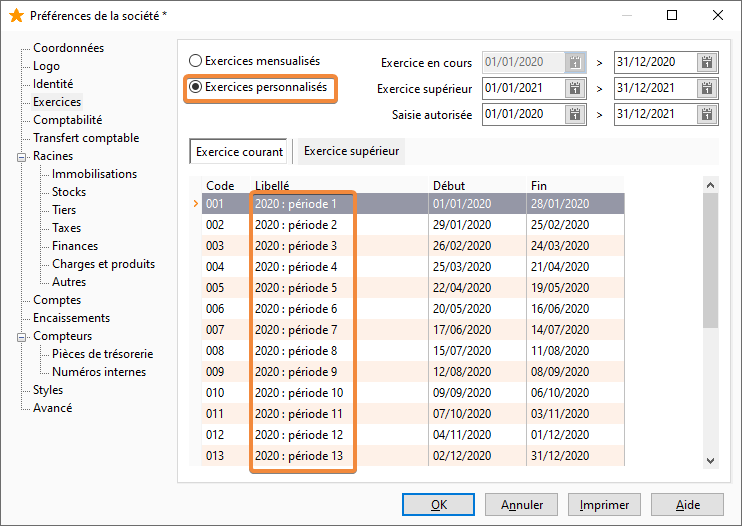 Préférences de la société *
Coordonnées
Logo
Identité
Exercices
Comptabilité
Transfert comptable
Racines
Immobilisations
Stocks
Tiers
Taxes
Finances
Charges et produits
Autres
Comptes
Encaissements
Compteurs
Pièces de trésorerie
Numéros internes
Styles
Avancé
Exercices mensualisés
Exercices personnalisés
Exercice en cours 01/01/2020 > 31/12/2020
Exercice supérieur 01/01/2021 > 31/12/2021
Saisie autorisée 01/01/2020 > 31/12/2021
Exercice courant Exercice supérieur
Code Libellé Début Fin
001 2020 : période 1 01/01/2020 28/01/2020
002 2020 : période 2 29/01/2020 25/02/2020
003 2020 : période 3 26/02/2020 24/03/2020
004 2020 : période 4 25/03/2020 21/04/2020
005 2020 : période 5 22/04/2020 19/05/2020
006 2020 : période 6 20/05/2020 16/06/2020
007 2020 : période 7 17/06/2020 14/07/2020
008 2020 : période 8 15/07/2020 11/08/2020
009 2020 : période 9 12/08/2020 08/09/2020
010 2020 : période 10 09/09/2020 06/10/2020
011 2020 : période 11 07/10/2020 03/11/2020
012 2020 : période 12 04/11/2020 01/12/2020
013 2020 : période 13 02/12/2020 31/12/2020
OK Annuler Imprimer Aide